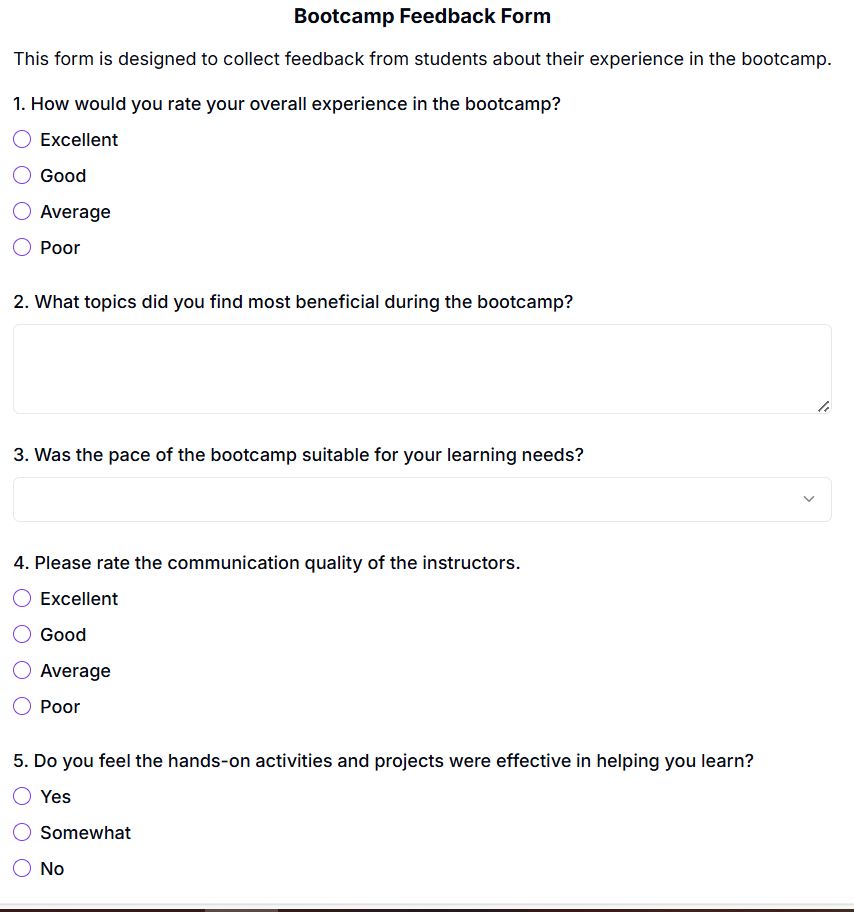 Bootcamp Feedback Form
This form is designed to collect feedback from students about their experience in the bootcamp.
1. How would you rate your overall experience in the bootcamp?
Excellent
Good
Average
Poor
2. What topics did you find most beneficial during the bootcamp?
3. Was the pace of the bootcamp suitable for your learning needs?
4. Please rate the communication quality of the instructors.
Excellent
Good
Average
Poor
5. Do you feel the hands-on activities and projects were effective in helping you learn?
Yes
Somewhat
No